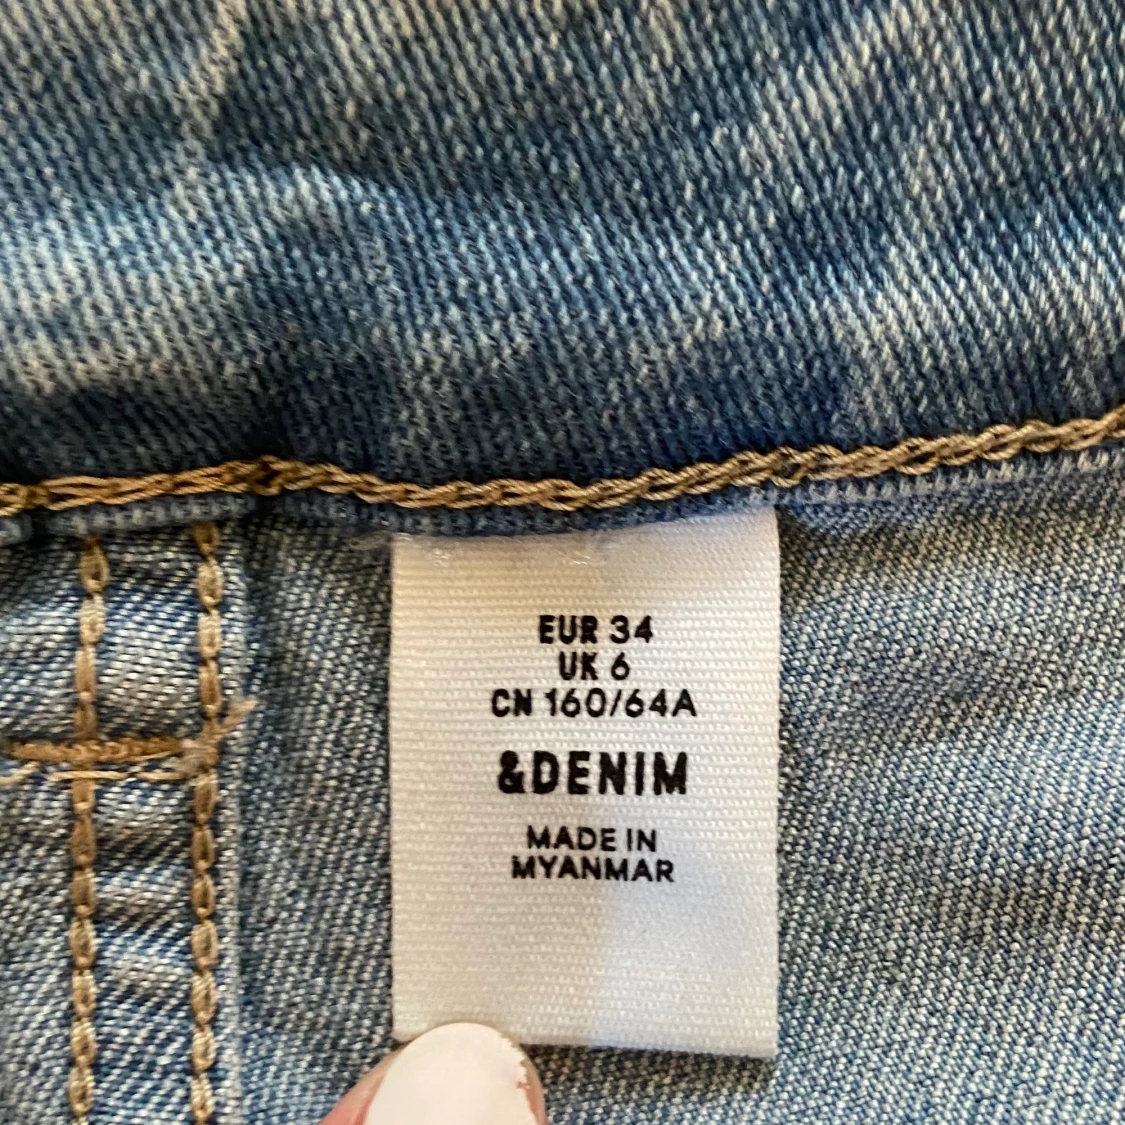 EUR 34
UK 6
CN 160/64A
&DENIM
MADE IN
MYANMAR